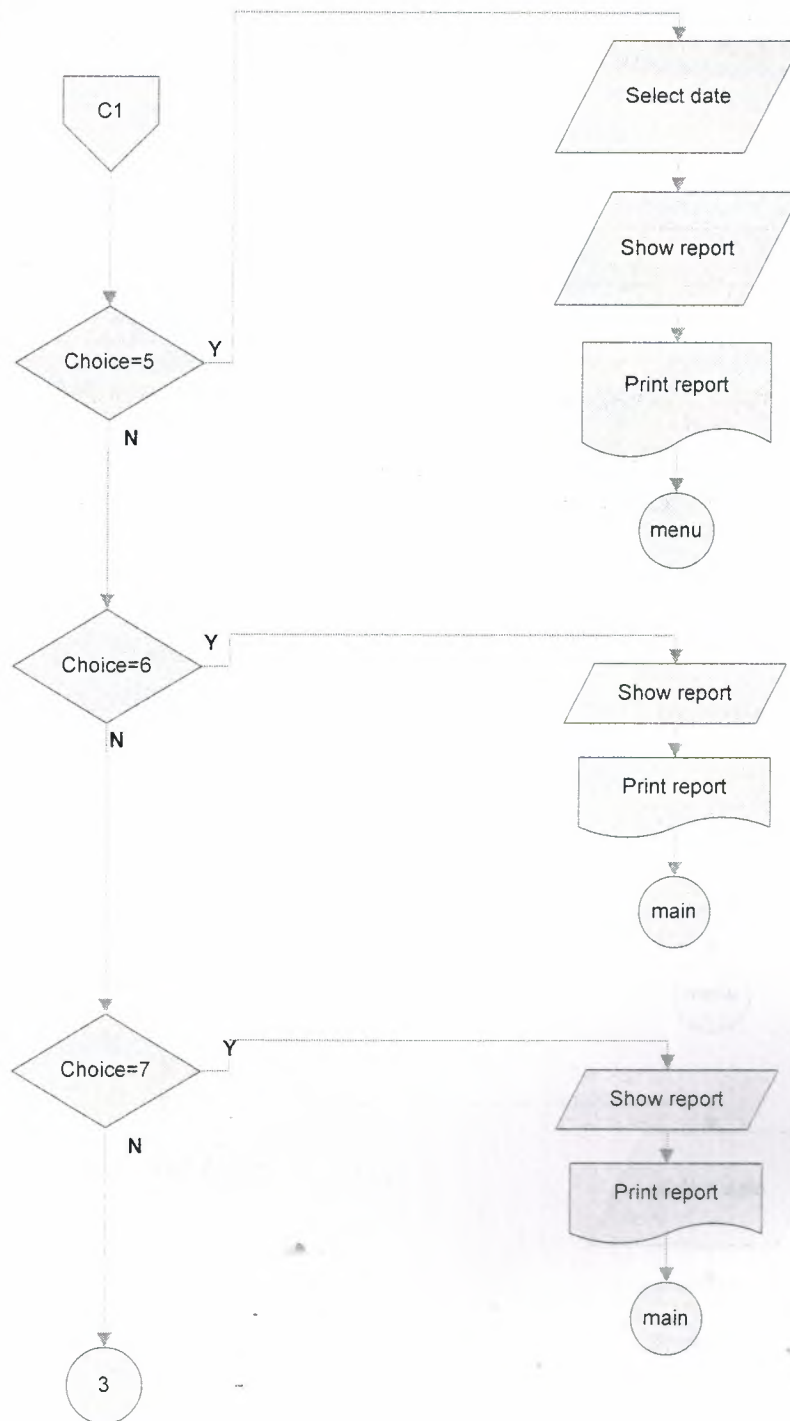 C1
Select date
Show report
Choice=5
Y
Print report
N
menu
Choice=6
Y
Show report
N
Print report
main
Choice=7
Y
Show report
N
Print report
main
3